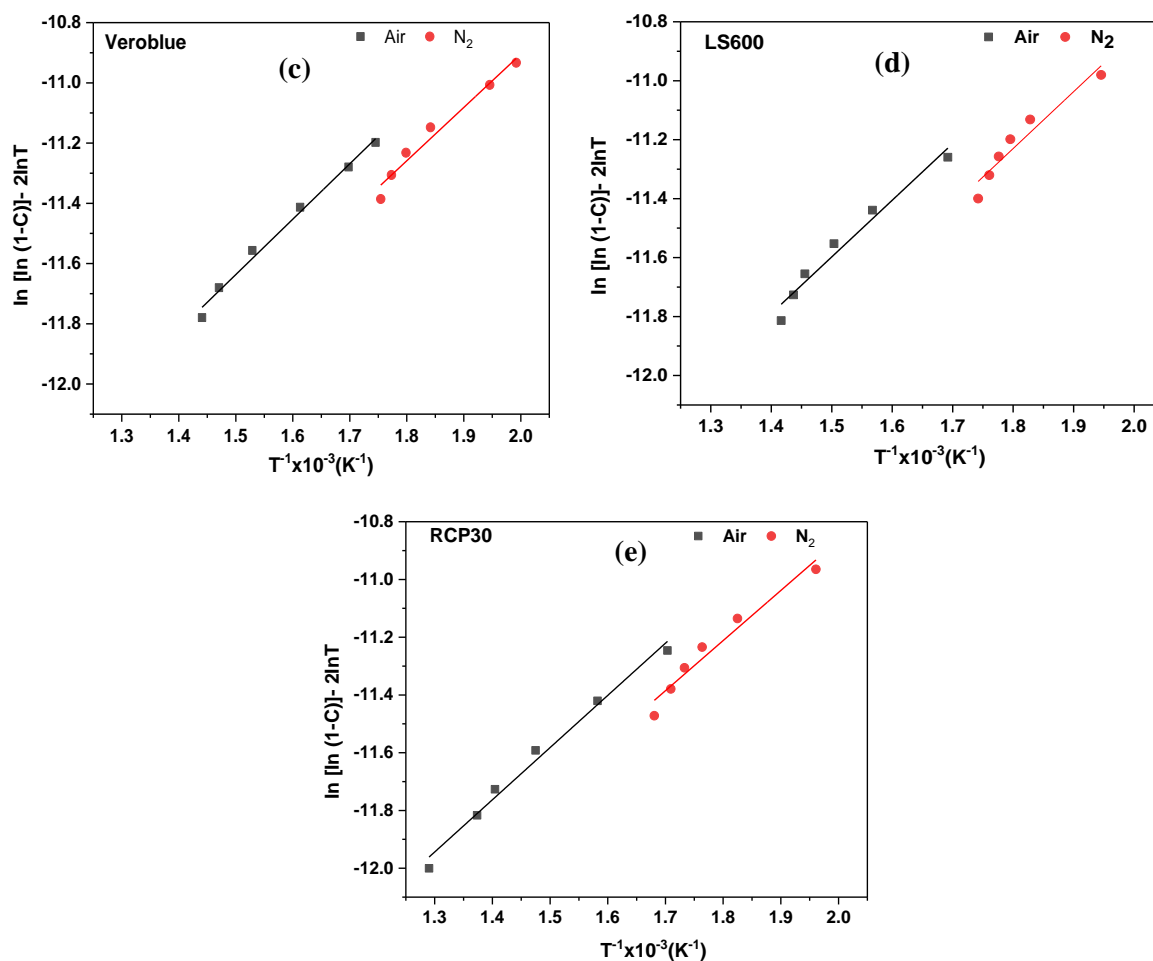 Veroblue
Air
N₂
(c)
ln [ln (1-C)]- 2lnT
-10.8
-11.0
-11.2
-11.4
-11.6
-11.8
-12.0
1.3 1.4 1.5 1.6 1.7 1.8 1.9 2.0
T⁻¹x10⁻³(K⁻¹)
LS600
Air
N₂
(d)
ln [ln (1-C)]- 2lnT
-10.8
-11.0
-11.2
-11.4
-11.6
-11.8
-12.0
1.3 1.4 1.5 1.6 1.7 1.8 1.9 2.0
T⁻¹x10⁻³(K⁻¹)
RCP30
Air
N₂
(e)
ln [ln (1-C)]- 2lnT
-10.8
-11.0
-11.2
-11.4
-11.6
-11.8
-12.0
1.3 1.4 1.5 1.6 1.7 1.8 1.9 2.0
T⁻¹x10⁻³(K⁻¹)